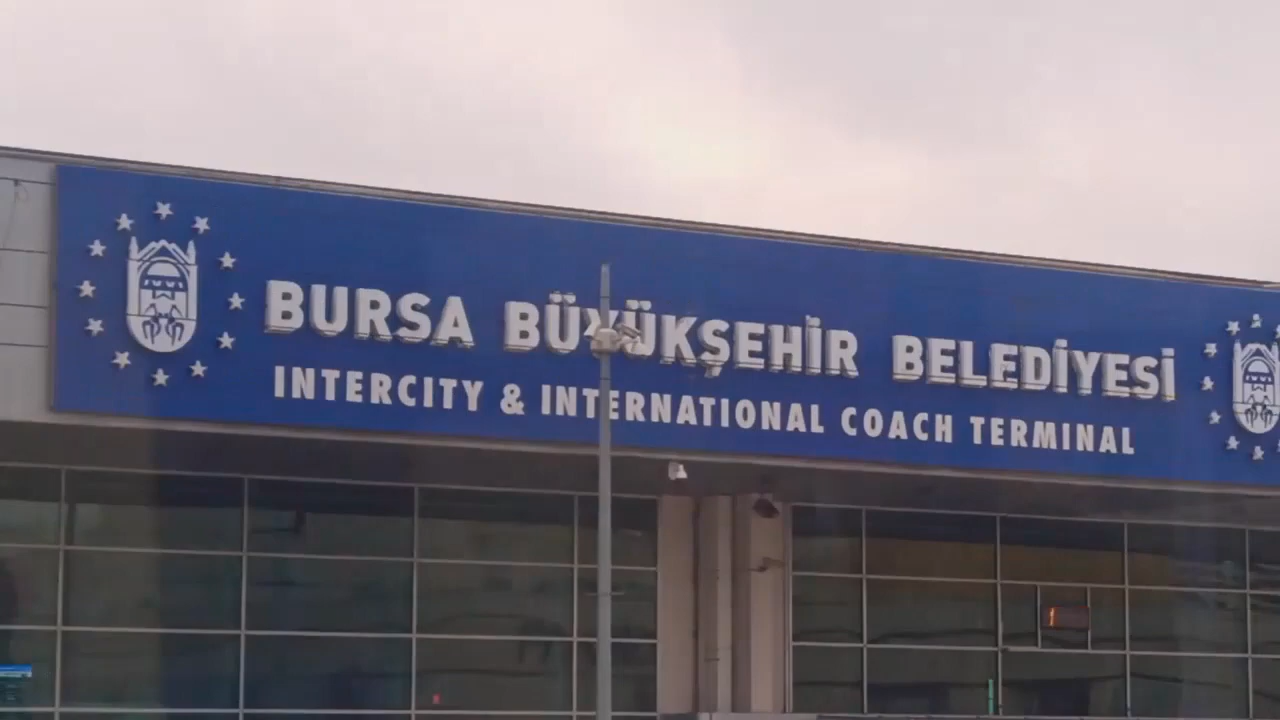 BURSA BÜYÜKŞEHİR BELEDİYESİ
INTERCITY & INTERNATIONAL COACH TERMINAL